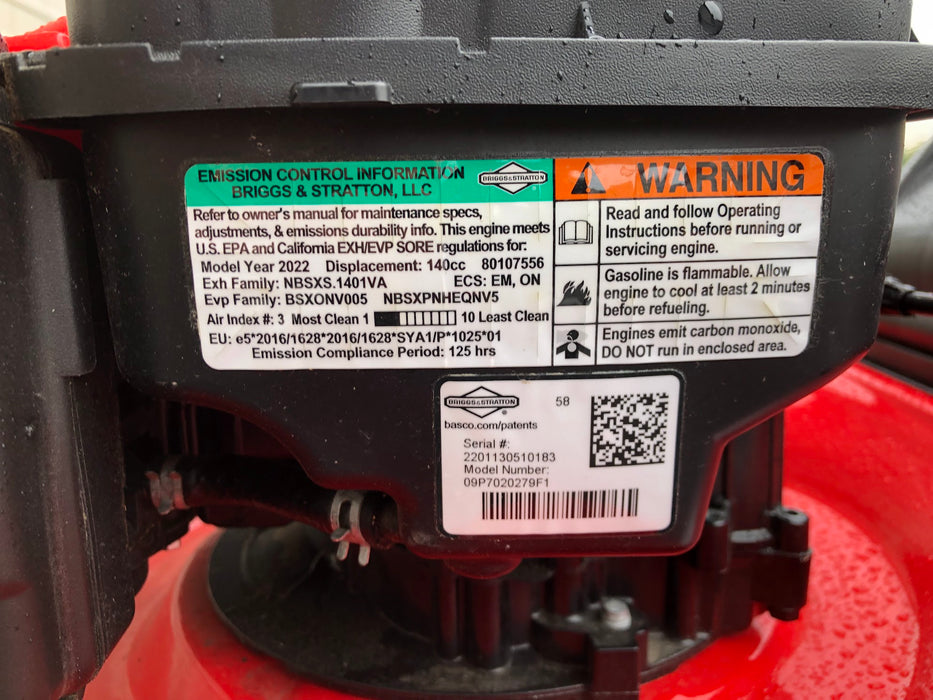 EMISSION CONTROL INFORMATION
BRIGGS & STRATTON, LLC
BRIGGS & STRATTON
Refer to owner's manual for maintenance specs,
adjustments, & emissions durability info. This engine meets
U.S. EPA and California EXH/EVP SORE regulations for:
Model Year 2022 Displacement: 140cc 80107556
Exh Family: NBSXS.1401VA ECS: EM, ON
Evp Family: BSXONV005 NBSXPNHEQNV5
Air Index #: 3 Most Clean 1 10 Least Clean
EU: e5*2016/1628*2016/1628*SYA1/P*1025*01
Emission Compliance Period: 125 hrs
WARNING
Read and follow Operating
Instructions before running or
servicing engine.
Gasoline is flammable. Allow
engine to cool at least 2 minutes
before refueling.
Engines emit carbon monoxide,
DO NOT run in enclosed area.
BRIGGS & STRATTON
58
basco.com/patents
Serial #:
2201130510183
Model Number:
09P7020279F1